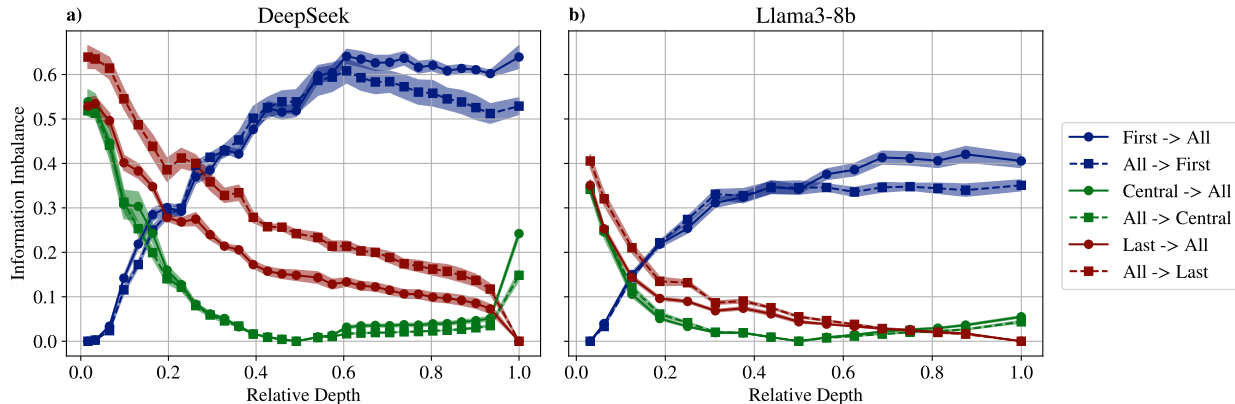 a)
DeepSeek
Information Imbalance
0.6
0.5
0.4
0.3
0.2
0.1
0.0
0.0
0.2
0.4
0.6
0.8
1.0
Relative Depth
b)
Llama3-8b
0.0
0.2
0.4
0.6
0.8
1.0
Relative Depth
First -> All
All -> First
Central -> All
All -> Central
Last -> All
All -> Last